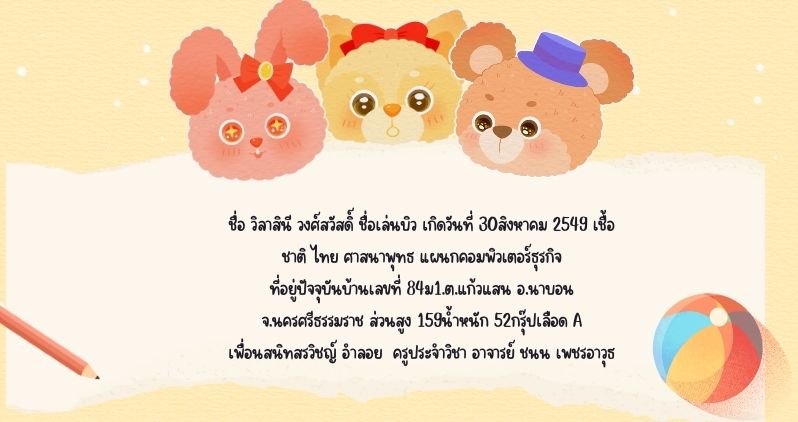 ชื่อ วิลาสินี วงศ์สวัสดิ์ ชื่อเล่นบิว เกิดวันที่ 30สิงหาคม 2549 เชื้อ
ชาติ ไทย ศาสนาพุทธ แผนกคอมพิวเตอร์ธุรกิจ
ที่อยู่ปัจจุบันบ้านเลขที่ 84ม1.ต.แก้วแสน อ.นาบอน
จ.นครศรีธรรมราช ส่วนสูง 159น้ำหนัก 52กรุ๊ปเลือด A
เพื่อนสนิทสรวิชญ์ อำลอย ครูประจำวิชา อาจารย์ ชนน เพชรอาวุธ